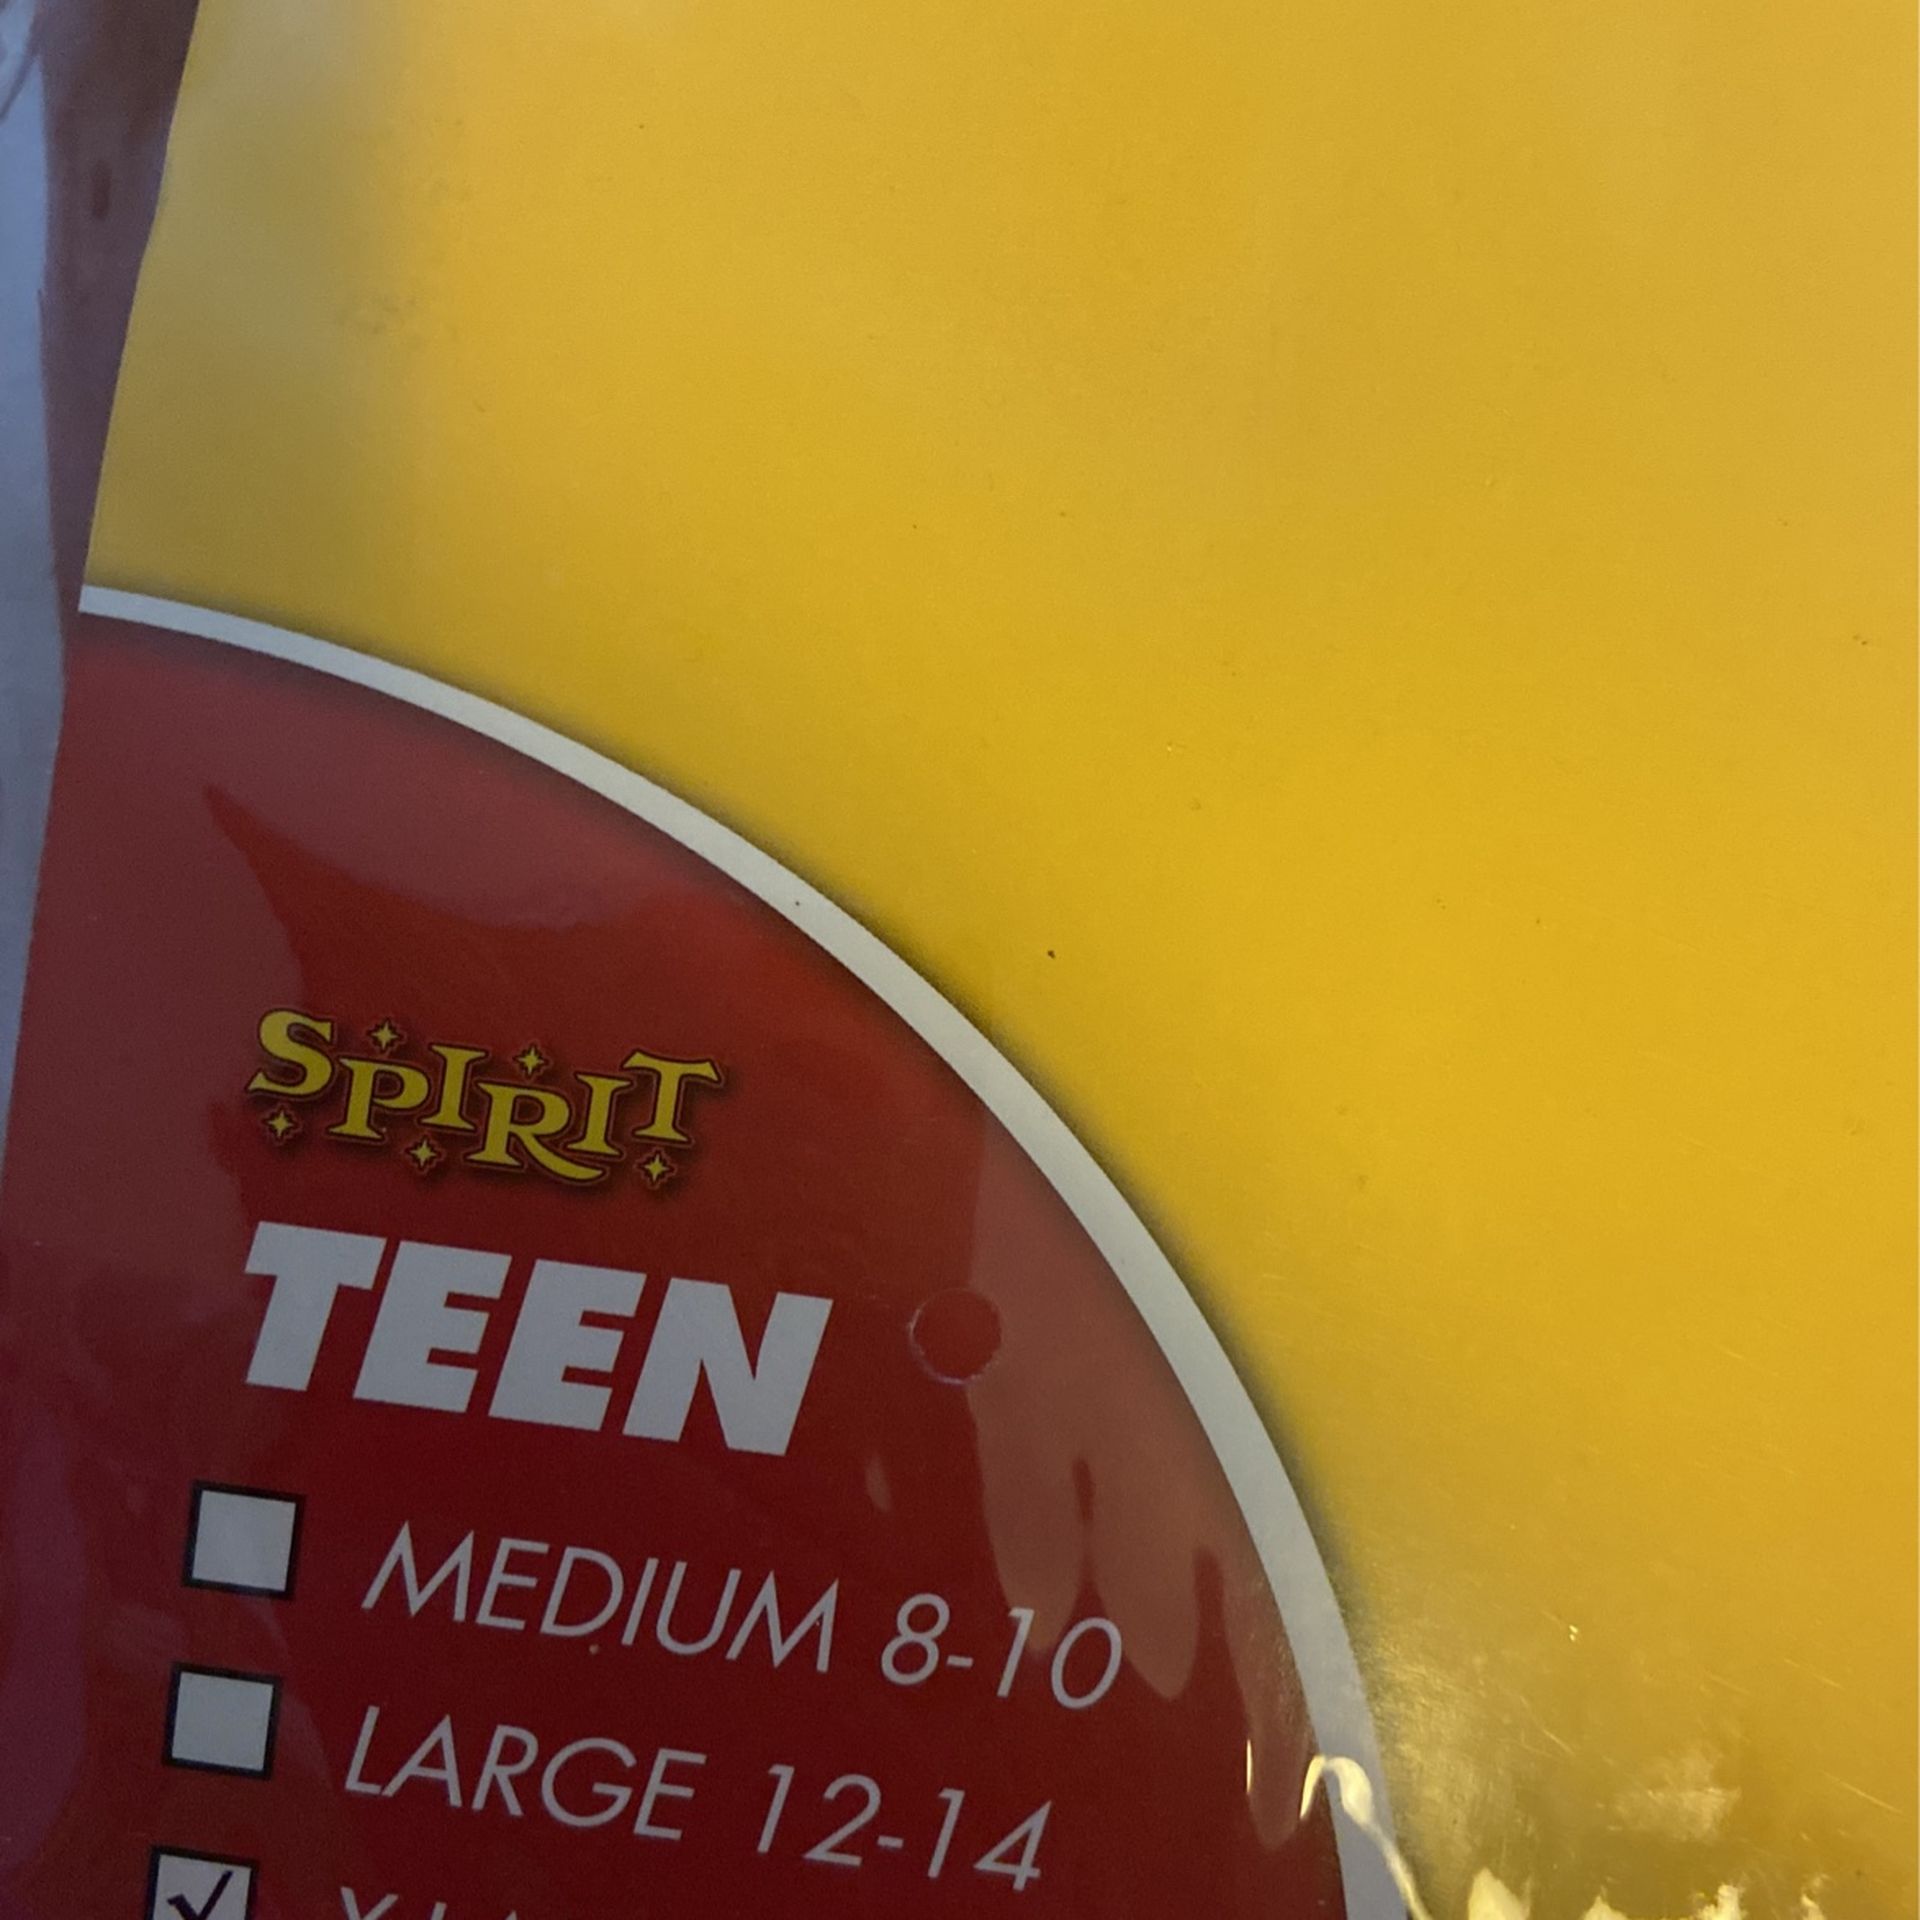 SPIRIT
TEEN
MEDIUM 8-10
LARGE 12-14